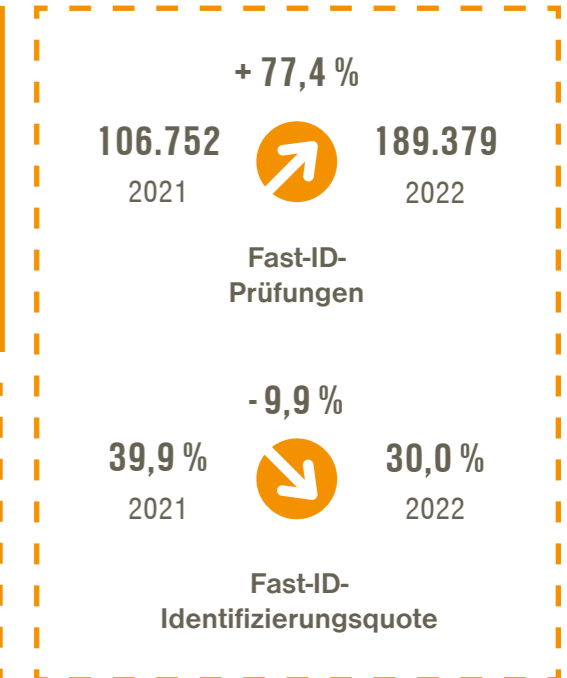 + 77,4 %
106.752 189.379
2021 2022
Fast-ID-
Prüfungen
- 9,9 %
39,9 % 30,0 %
2021 2022
Fast-ID-
Identifizierungsquote